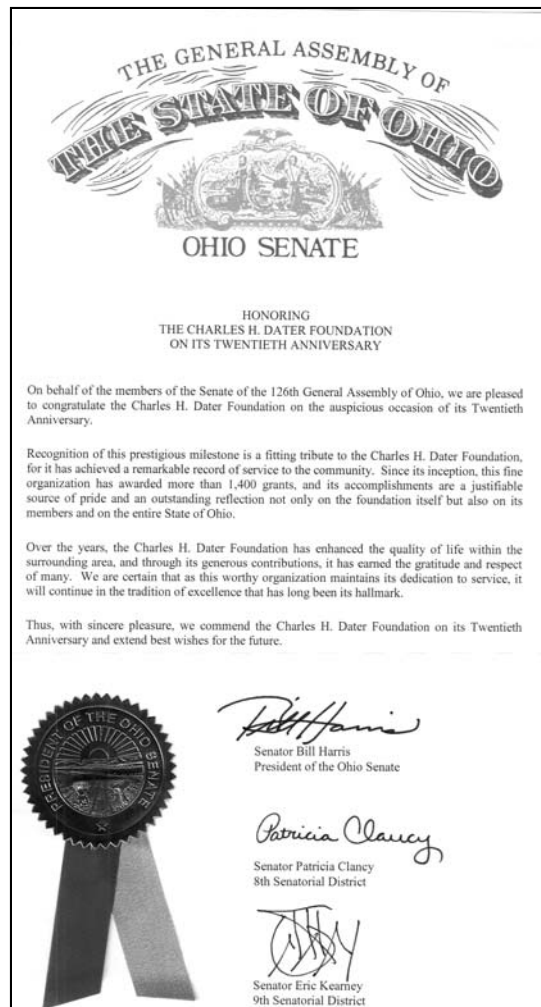 THE GENERAL ASSEMBLY OF
THE STATE OF OHIO
OHIO SENATE
HONORING
THE CHARLES H. DATER FOUNDATION
ON ITS TWENTIETH ANNIVERSARY
On behalf of the members of the Senate of the 126th General Assembly of Ohio, we are pleased
to congratulate the Charles H. Dater Foundation on the auspicious occasion of its Twentieth
Anniversary.
Recognition of this prestigious milestone is a fitting tribute to the Charles H. Dater Foundation,
for it has achieved a remarkable record of service to the community. Since its inception, this fine
organization has awarded more than 1,400 grants, and its accomplishments are a justifiable
source of pride and an outstanding reflection not only on the foundation itself but also on its
members and on the entire State of Ohio.
Over the years, the Charles H. Dater Foundation has enhanced the quality of life within the
surrounding area, and through its generous contributions, it has earned the gratitude and respect
of many. We are certain that as this worthy organization maintains its dedication to service, it
will continue in the tradition of excellence that has long been its hallmark.
Thus, with sincere pleasure, we commend the Charles H. Dater Foundation on its Twentieth
Anniversary and extend best wishes for the future.
PRESIDENT OF THE OHIO SENATE
Bill Harris
Senator Bill Harris
President of the Ohio Senate
Patricia Clancy
Senator Patricia Clancy
8th Senatorial District
Senator Eric Kearney
9th Senatorial District